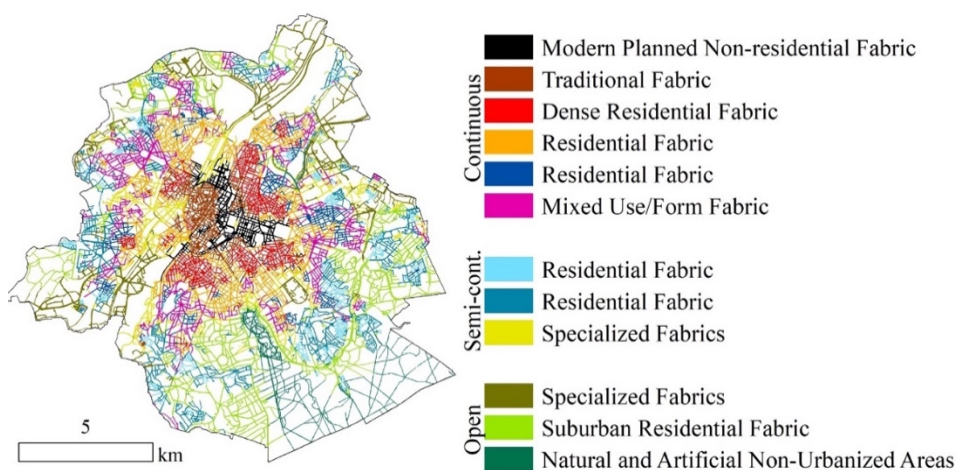 5
km
Continuous
Modern Planned Non-residential Fabric
Traditional Fabric
Dense Residential Fabric
Residential Fabric
Residential Fabric
Mixed Use/Form Fabric
Semi-cont.
Residential Fabric
Residential Fabric
Specialized Fabrics
Open
Specialized Fabrics
Suburban Residential Fabric
Natural and Artificial Non-Urbanized Areas